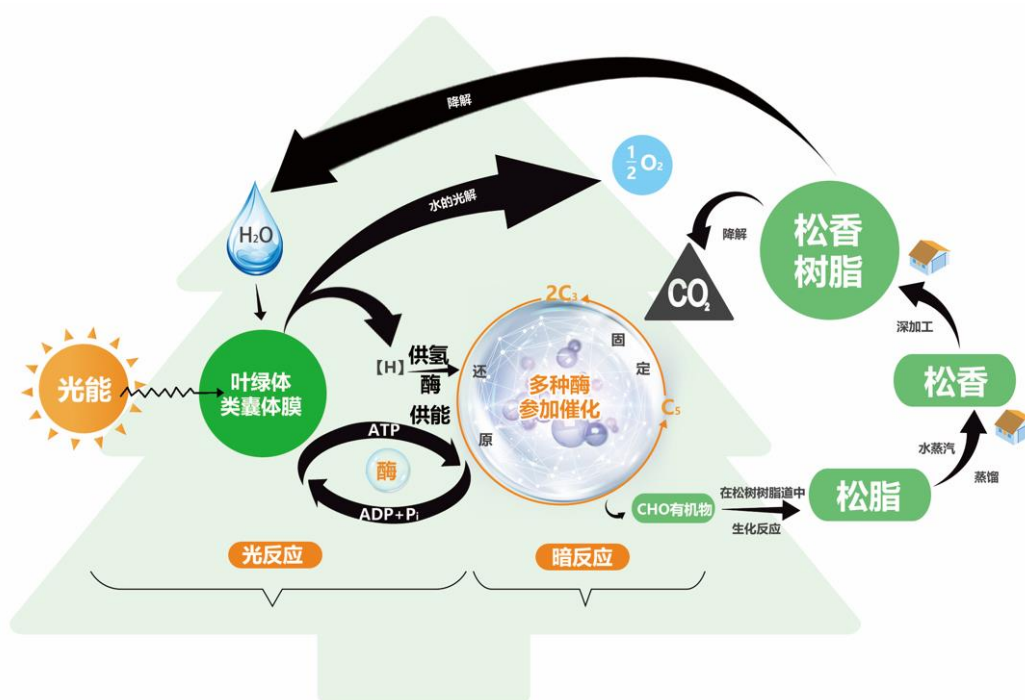 降解
1/2 O₂
水的光解
H₂O
松香
树脂
降解
CO₂
深加工
2C₃
固
定
光能
叶绿体
类囊体膜
【H】
供氢
酶
供能
还
原
多种酶
参加催化
C₅
松香
ATP
酶
ADP+Pi
水蒸汽
蒸馏
CHO有机物
在松树树脂道中
生化反应
松脂
光反应
暗反应